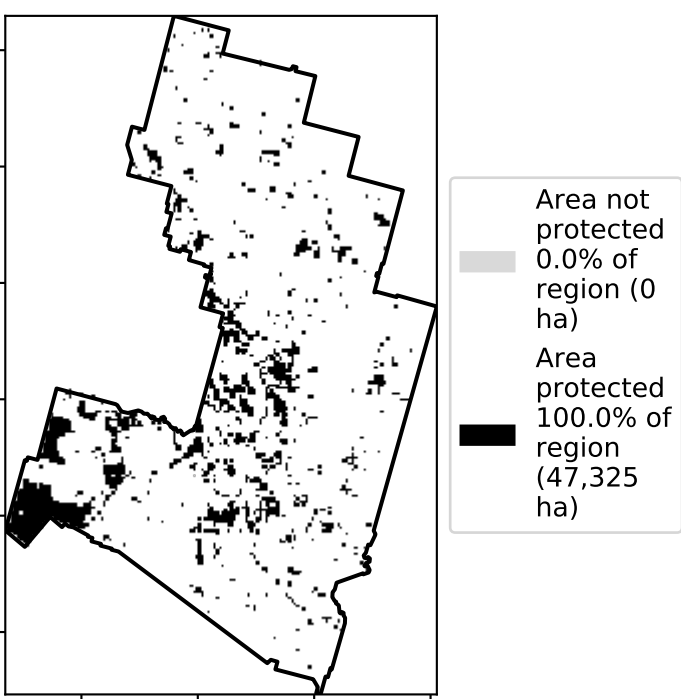 Area not
protected
0.0% of
region (0
ha)
Area
protected
100.0% of
region
(47,325
ha)